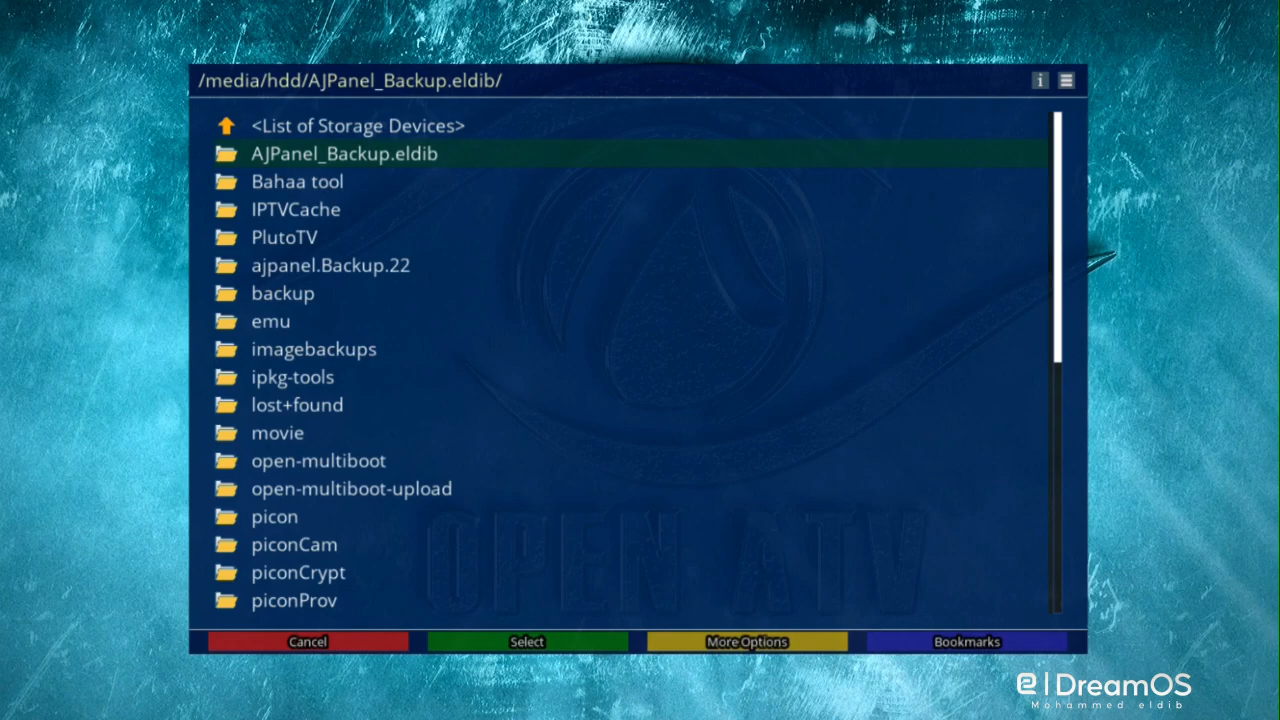 /media/hdd/AJPanel_Backup.eldib/
<List of Storage Devices>
AJPanel_Backup.eldib
Bahaa tool
IPTVCache
PlutoTV
ajpanel.Backup.22
backup
emu
imagebackups
ipkg-tools
lost+found
movie
open-multiboot
open-multiboot-upload
picon
piconCam
piconCrypt
piconProv
OPEN ATV
Cancel Select More Options Bookmarks
DreamOS
Mohammed eldib